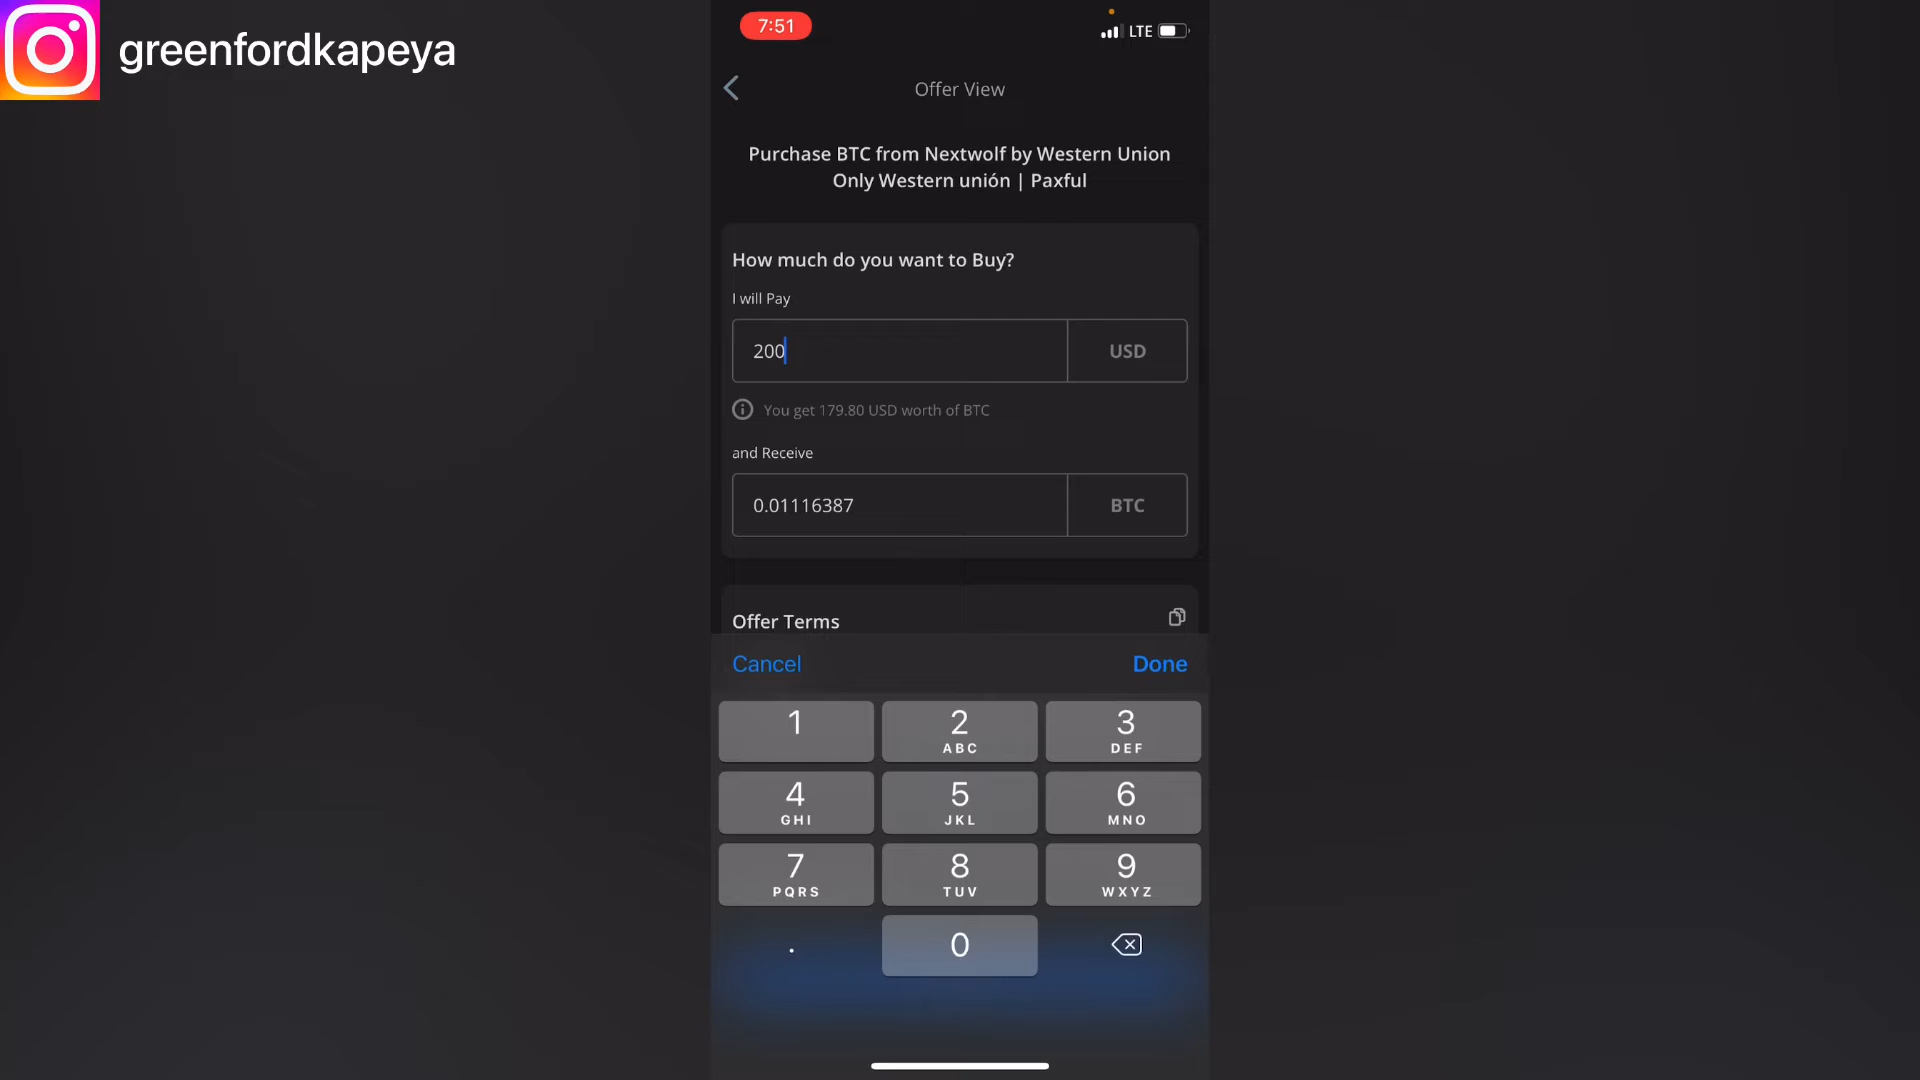 greenfordkapeya
7:51
LTE
Offer View
Purchase BTC from Nextwolf by Western Union
Only Western unión | Paxful
How much do you want to Buy?
I will Pay
200
USD
You get 179.80 USD worth of BTC
and Receive
0.01116387
BTC
Offer Terms
Cancel
Done
1
2
ABC
3
DEF
4
GHI
5
JKL
6
MNO
7
PQRS
8
TUV
9
WXYZ
.
0